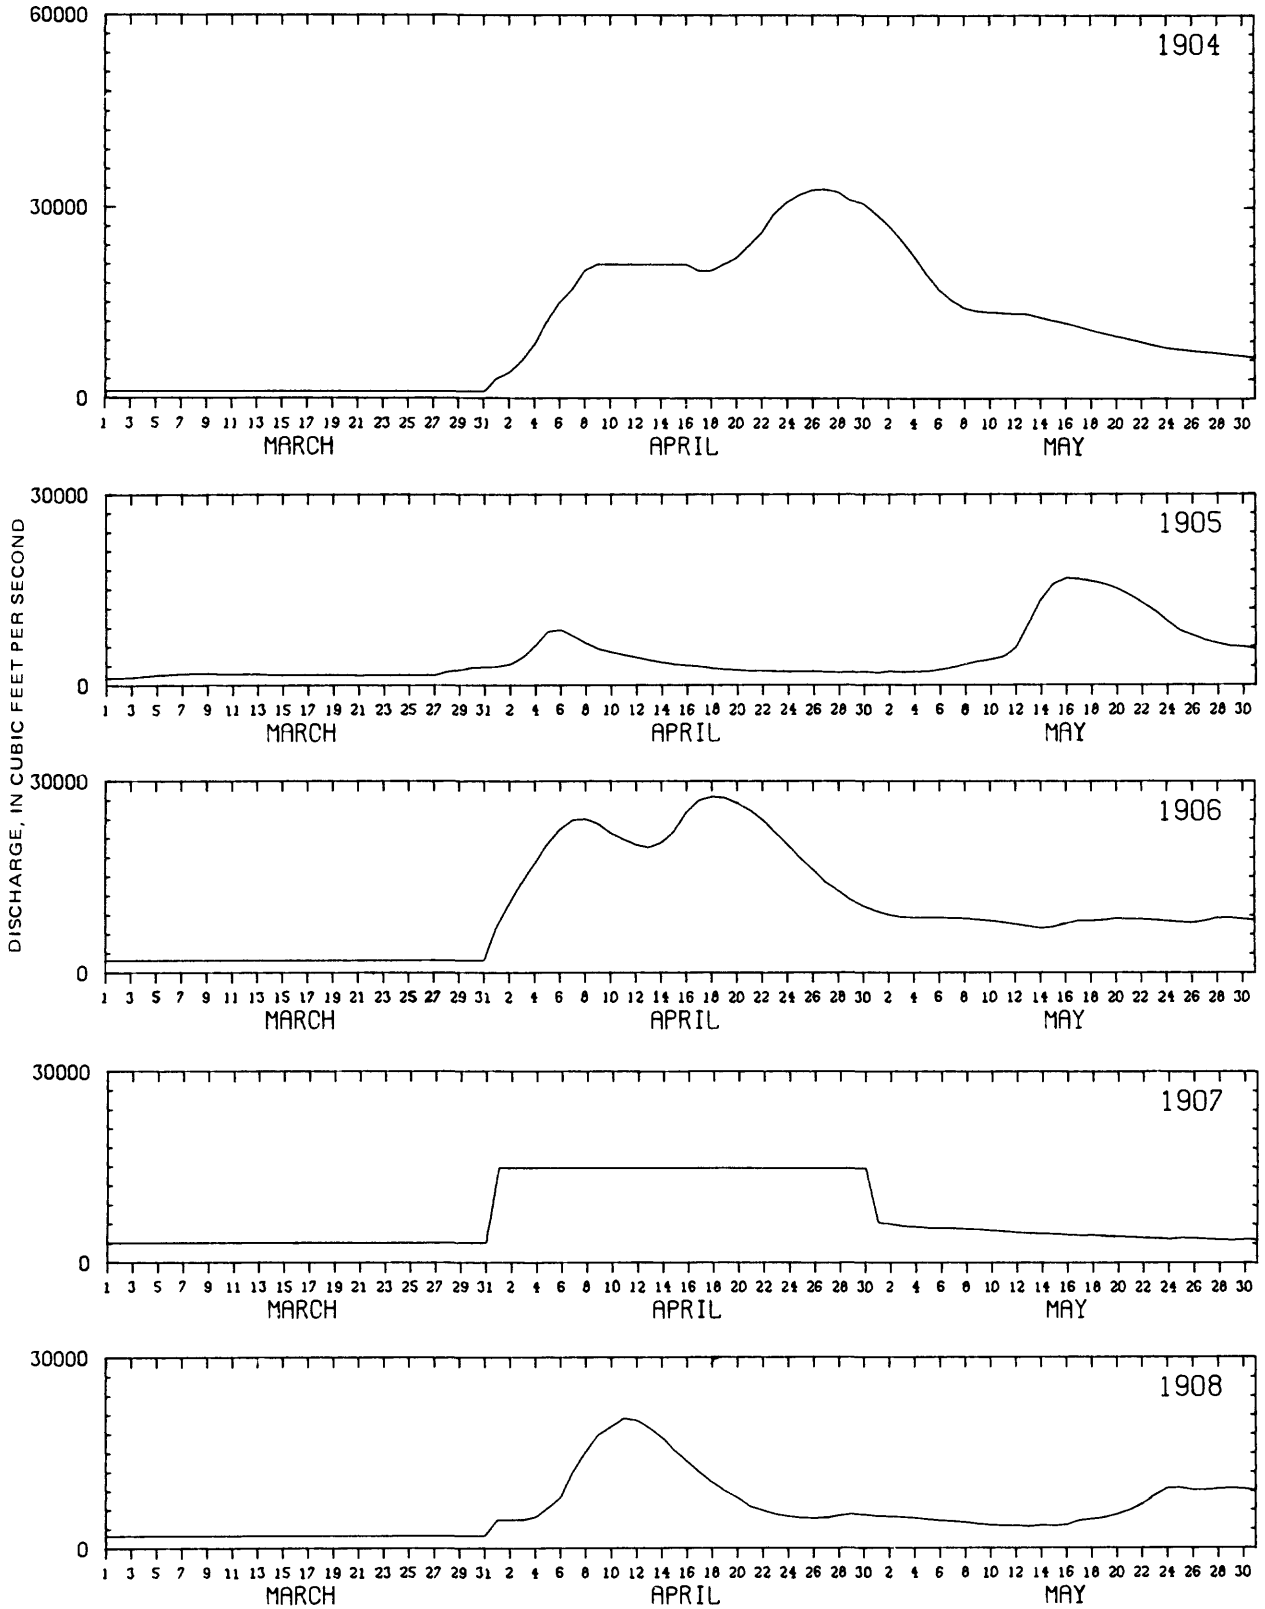 DISCHARGE, IN CUBIC FEET PER SECOND
60000
1904
30000
0
1 3 5 7 9 11 13 15 17 19 21 23 25 27 29 31 2 4 6 8 10 12 14 16 18 20 22 24 26 28 30 2 4 6 8 10 12 14 16 18 20 22 24 26 28 30
MARCH APRIL MAY
30000
1905
0
1 3 5 7 9 11 13 15 17 19 21 23 25 27 29 31 2 4 6 8 10 12 14 16 18 20 22 24 26 28 30 2 4 6 8 10 12 14 16 18 20 22 24 26 28 30
MARCH APRIL MAY
30000
1906
0
1 3 5 7 9 11 13 15 17 19 21 23 25 27 29 31 2 4 6 8 10 12 14 16 18 20 22 24 26 28 30 2 4 6 8 10 12 14 16 18 20 22 24 26 28 30
MARCH APRIL MAY
30000
1907
0
1 3 5 7 9 11 13 15 17 19 21 23 25 27 29 31 2 4 6 8 10 12 14 16 18 20 22 24 26 28 30 2 4 6 8 10 12 14 16 18 20 22 24 26 28 30
MARCH APRIL MAY
30000
1908
0
1 3 5 7 9 11 13 15 17 19 21 23 25 27 29 31 2 4 6 8 10 12 14 16 18 20 22 24 26 28 30 2 4 6 8 10 12 14 16 18 20 22 24 26 28 30
MARCH APRIL MAY